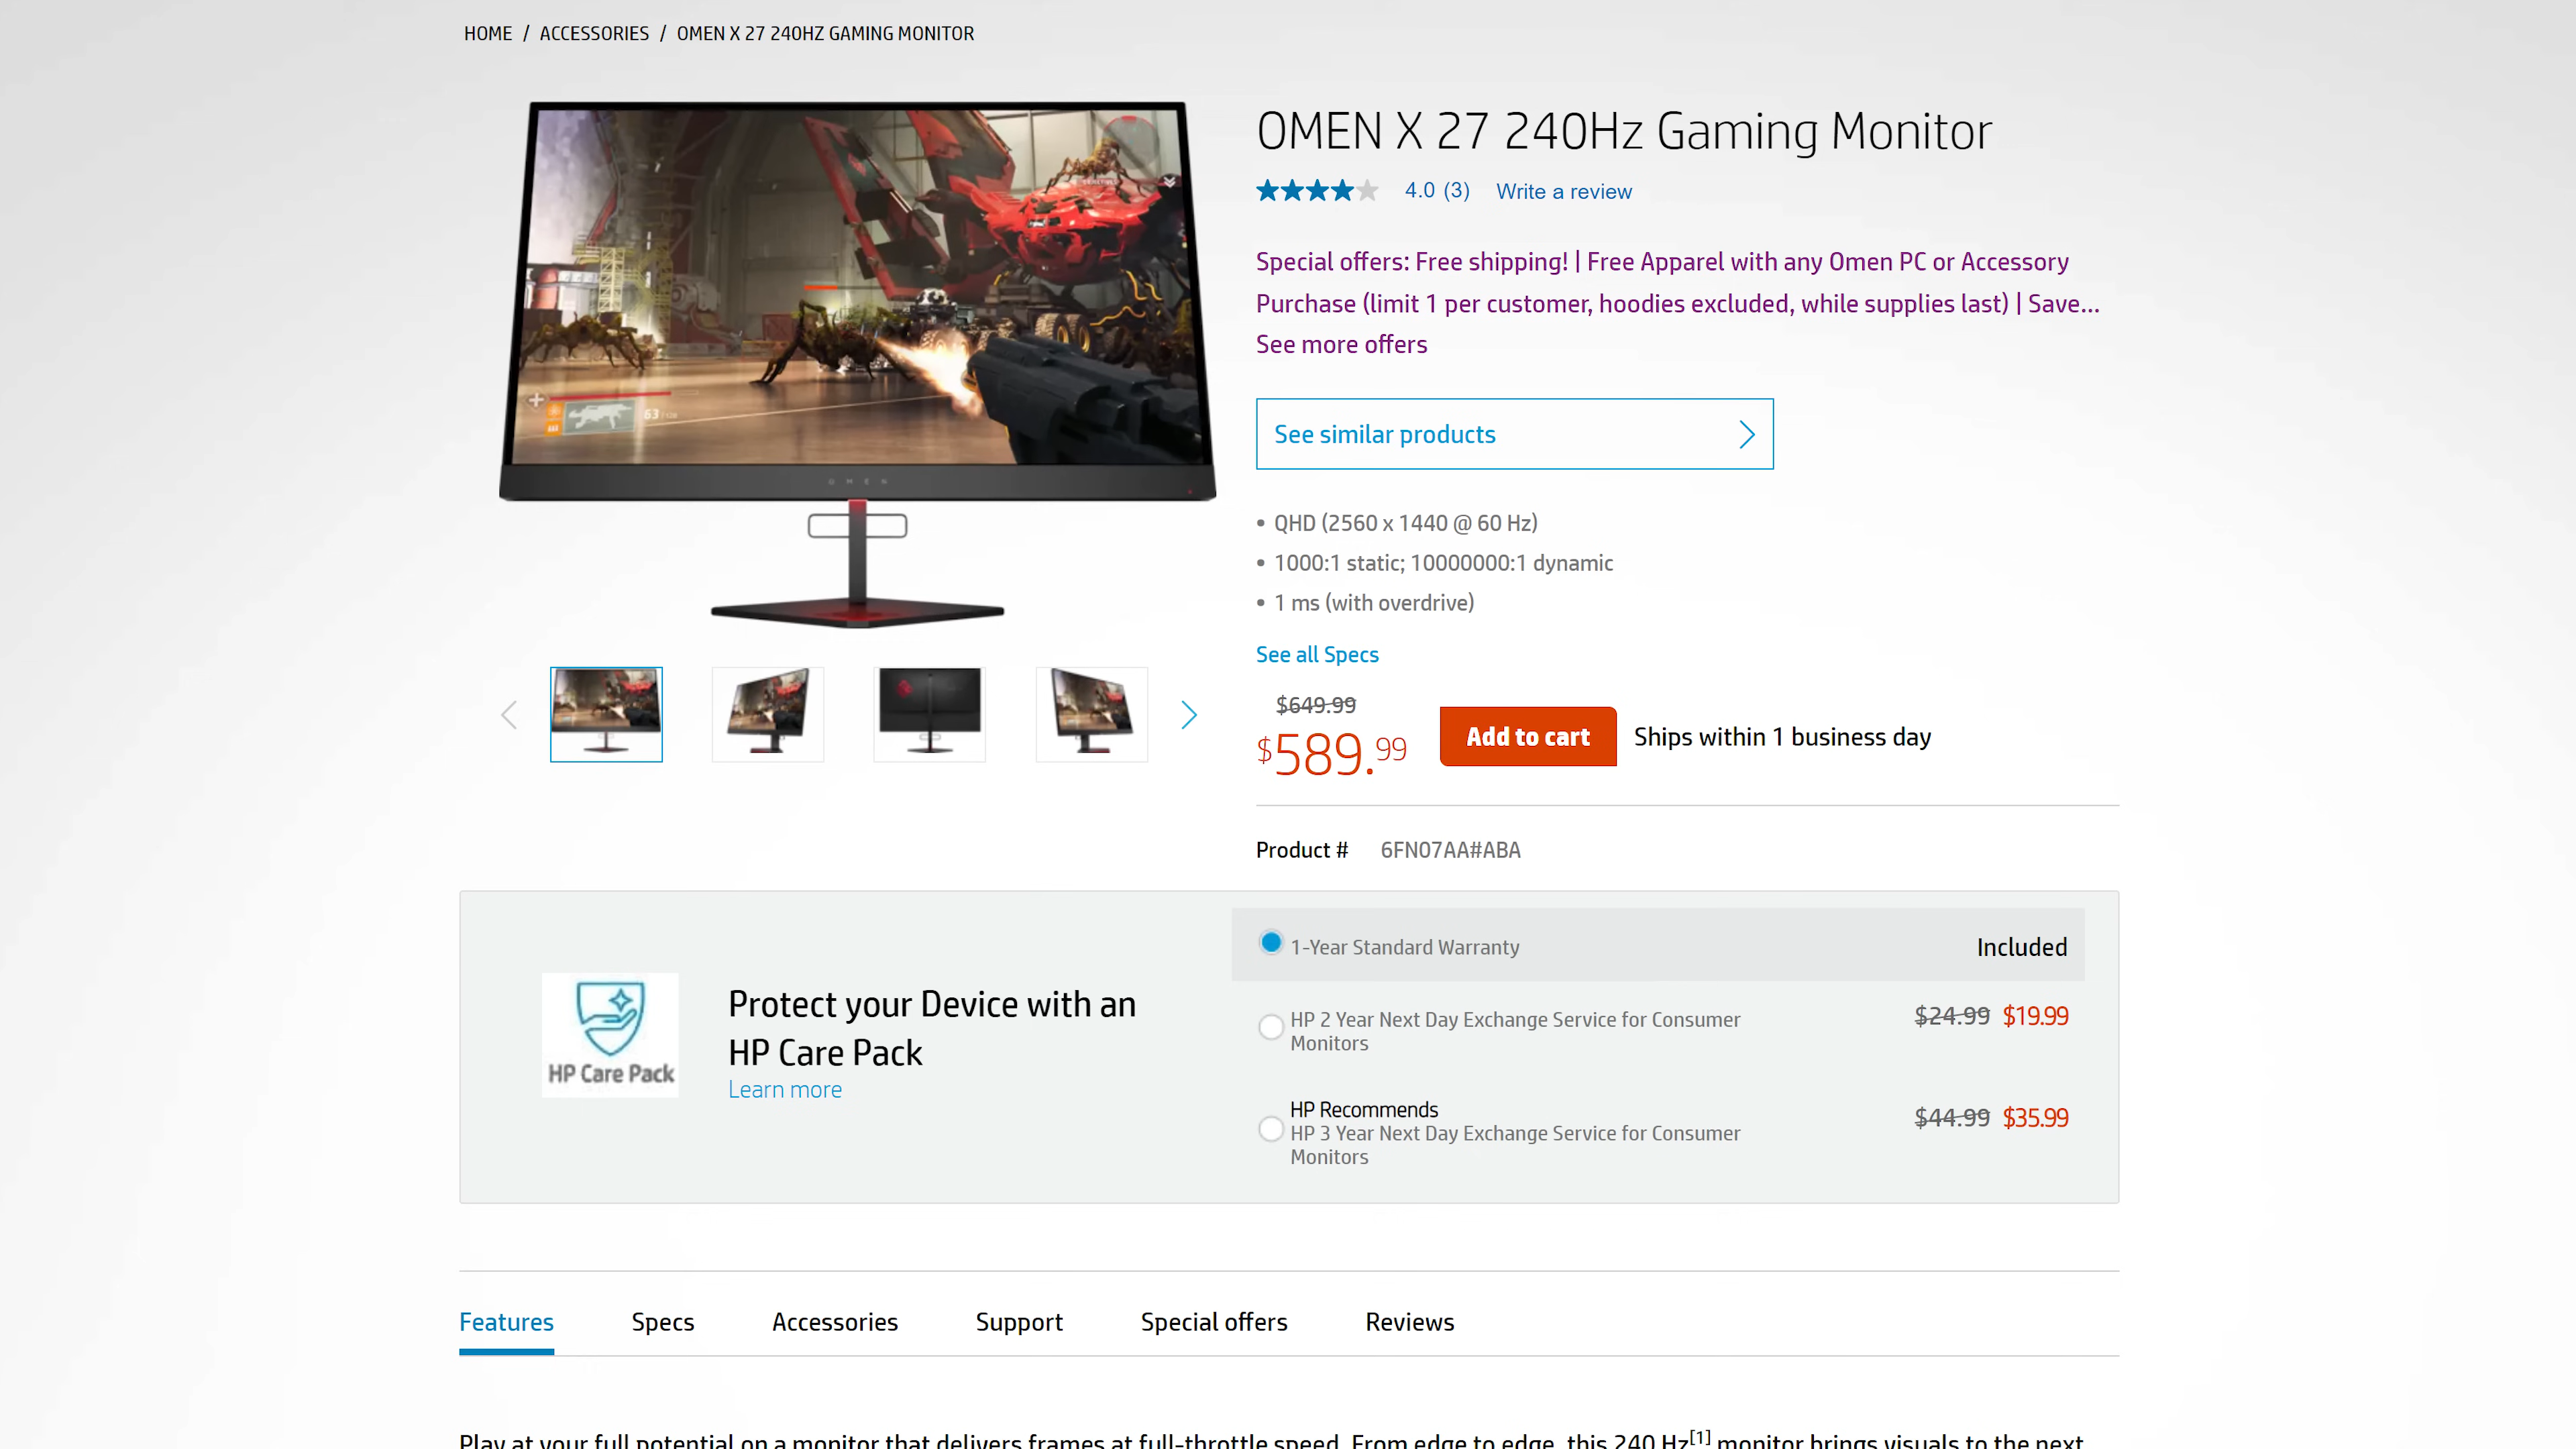 HOME / ACCESSORIES / OMEN X 27 240HZ GAMING MONITOR
OMEN X 27 240Hz Gaming Monitor
4.0 (3) Write a review
Special offers: Free shipping! | Free Apparel with any Omen PC or Accessory
Purchase (limit 1 per customer, hoodies excluded, while supplies last) | Save...
See more offers
See similar products
• QHD (2560 x 1440 @ 60 Hz)
• 1000:1 static; 10000000:1 dynamic
• 1 ms (with overdrive)
See all Specs
$649.99
$589.99
Add to cart
Ships within 1 business day
Product # 6FN07AA#ABA
OMEN
63
HP Care Pack
Protect your Device with an
HP Care Pack
Learn more
1-Year Standard Warranty Included
HP 2 Year Next Day Exchange Service for Consumer
Monitors
$24.99 $19.99
HP Recommends
HP 3 Year Next Day Exchange Service for Consumer
Monitors
$44.99 $35.99
Features Specs Accessories Support Special offers Reviews
Play at your full potential on a monitor that delivers frames at full-throttle speed. From edge to edge, this 240 Hz[1] monitor brings visuals to the next